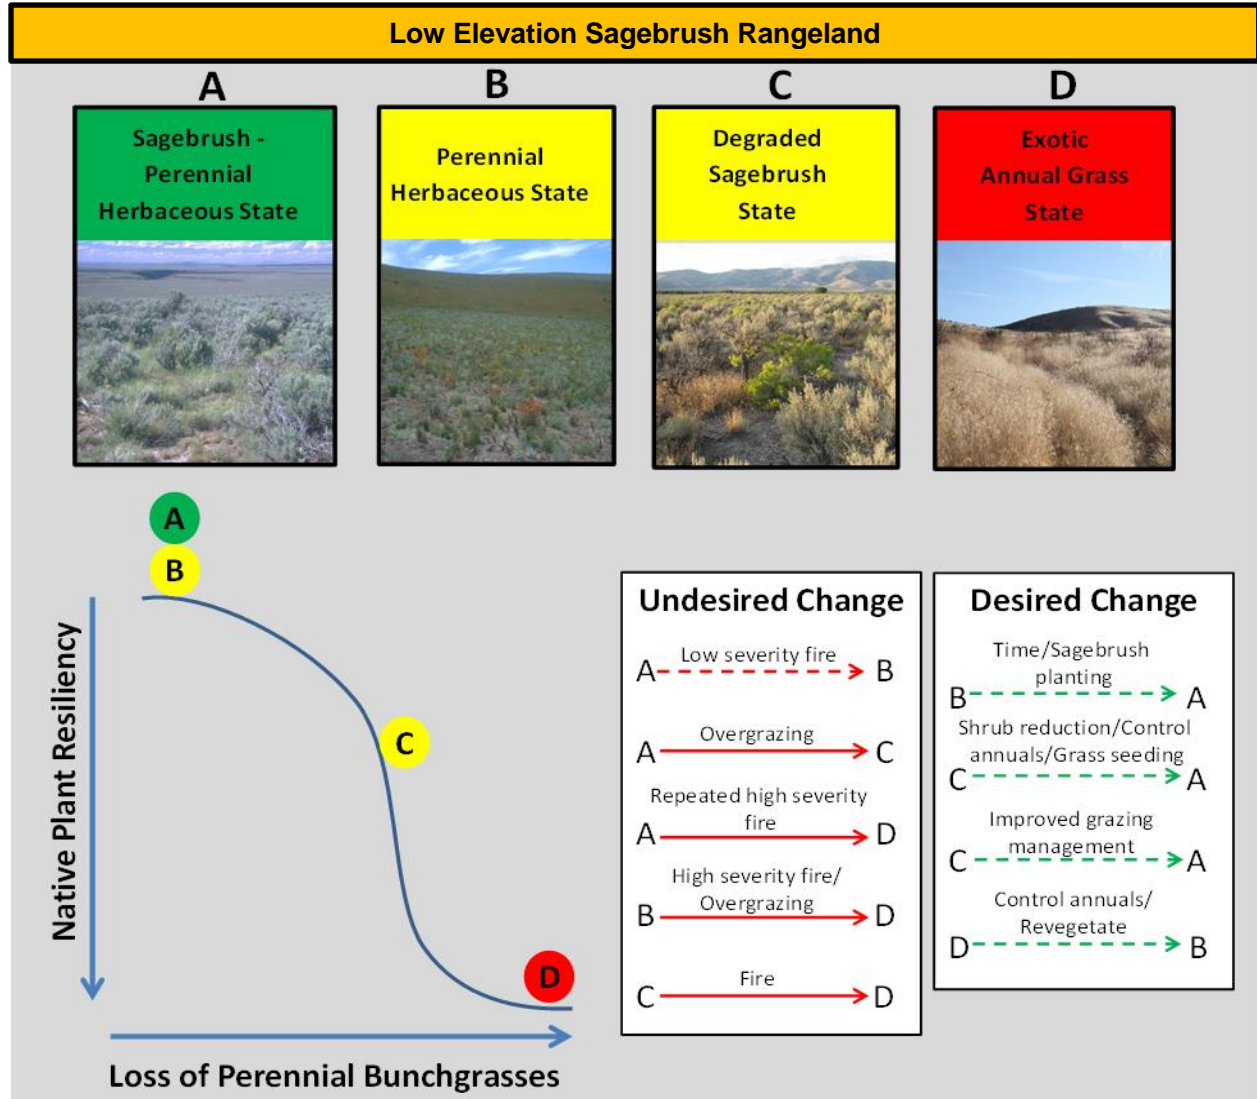 Low Elevation Sagebrush Rangeland
A
B
C
D
Sagebrush -
Perennial
Herbaceous State
Perennial
Herbaceous State
Degraded
Sagebrush
State
Exotic
Annual Grass
State
A
B
C
D
Native Plant Resiliency
Loss of Perennial Bunchgrasses
Undesired Change
Low severity fire
A B
Overgrazing
A C
Repeated high severity
fire
A D
High severity fire/
Overgrazing
B D
Fire
C D
Desired Change
Time/Sagebrush
planting
B A
Shrub reduction/Control
annuals/Grass seeding
C A
Improved grazing
management
C A
Control annuals/
Revegetate
D B